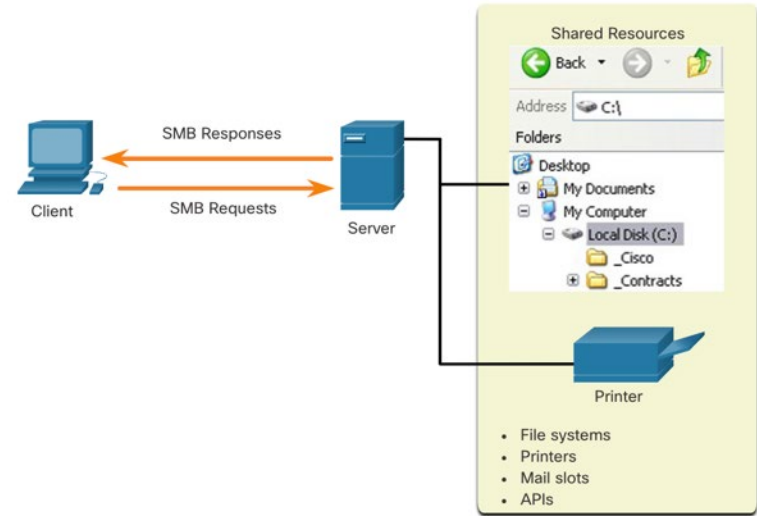 Shared Resources
Back
Address C:\
Folders
Desktop
My Documents
My Computer
Local Disk (C:)
_Cisco
_Contracts
SMB Responses
SMB Requests
Client
Server
Printer
• File systems
• Printers
• Mail slots
• APIs